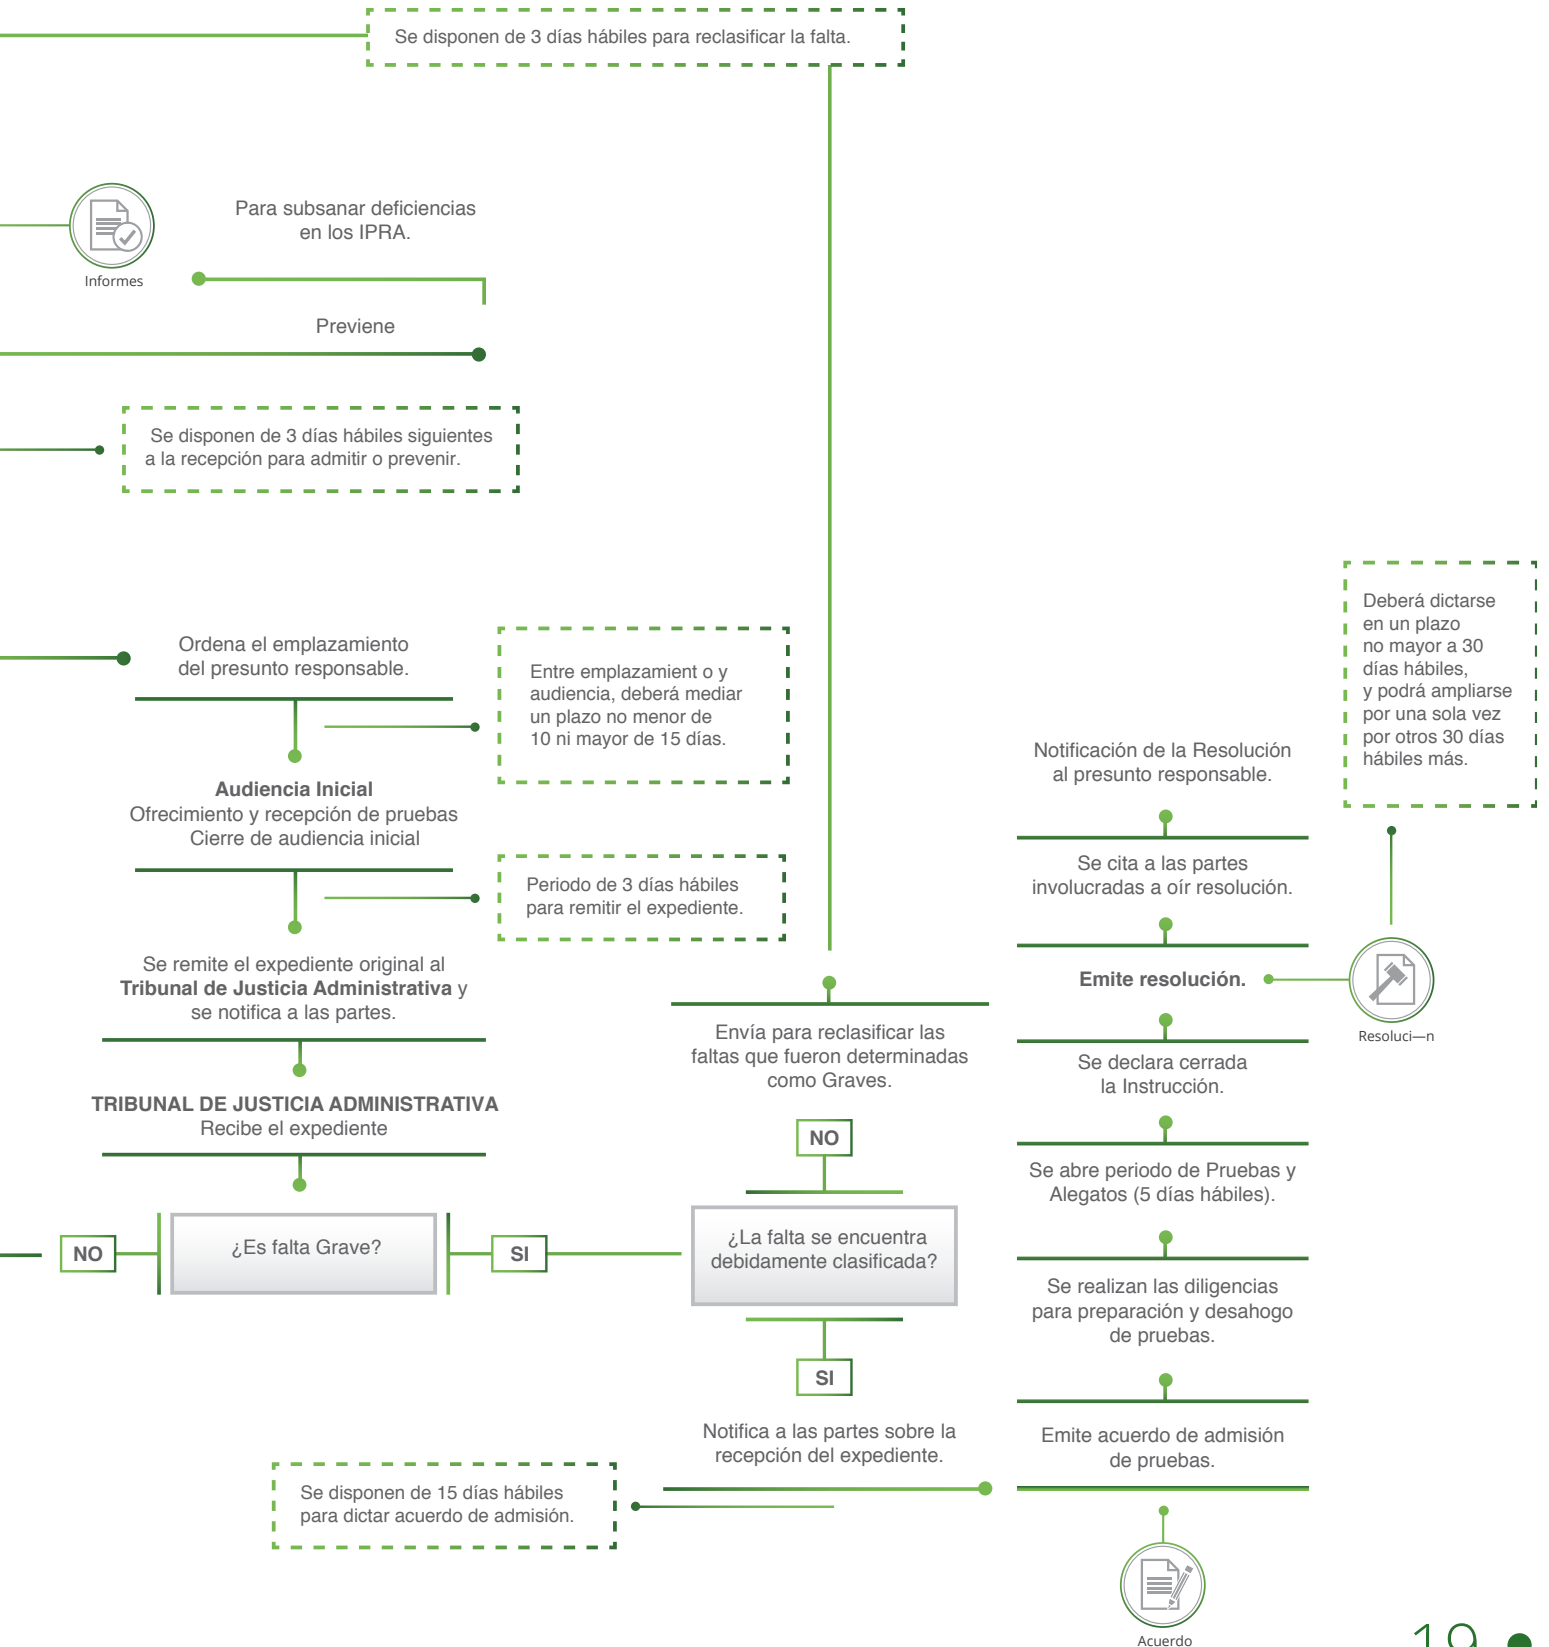 Se disponen de 3 días hábiles para reclasificar la falta.
Para subsanar deficiencias
en los IPRA.
Informes
Previene
Se disponen de 3 días hábiles siguientes
a la recepción para admitir o prevenir.
Ordena el emplazamiento
del presunto responsable.
Entre emplazamient o y
audiencia, deberá mediar
un plazo no menor de
10 ni mayor de 15 días.
Audiencia Inicial
Ofrecimiento y recepción de pruebas
Cierre de audiencia inicial
Periodo de 3 días hábiles
para remitir el expediente.
Se remite el expediente original al
Tribunal de Justicia Administrativa y
se notifica a las partes.
TRIBUNAL DE JUSTICIA ADMINISTRATIVA
Recibe el expediente
NO
¿Es falta Grave?
SI
Envía para reclasificar las
faltas que fueron determinadas
como Graves.
NO
¿La falta se encuentra
debidamente clasificada?
SI
Notifica a las partes sobre la
recepción del expediente.
Se disponen de 15 días hábiles
para dictar acuerdo de admisión.
Deberá dictarse
en un plazo
no mayor a 30
días hábiles,
y podrá ampliarse
por una sola vez
por otros 30 días
hábiles más.
Notificación de la Resolución
al presunto responsable.
Se cita a las partes
involucradas a oír resolución.
Emite resolución.
Resoluci—n
Se declara cerrada
la Instrucción.
Se abre periodo de Pruebas y
Alegatos (5 días hábiles).
Se realizan las diligencias
para preparación y desahogo
de pruebas.
Emite acuerdo de admisión
de pruebas.
Acuerdo
19